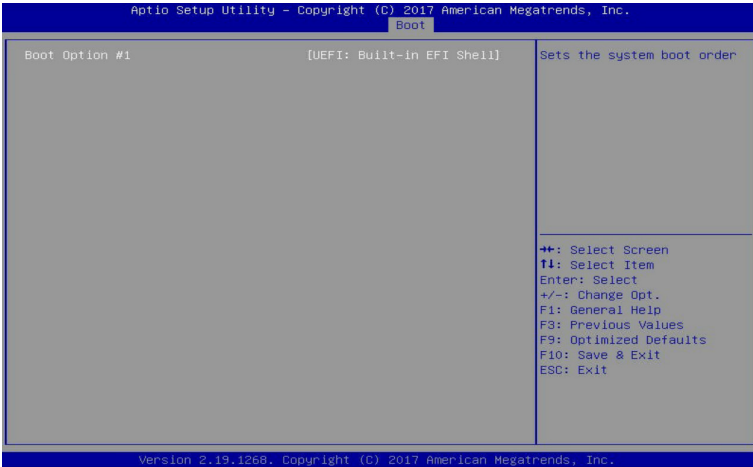 Aptio Setup Utility – Copyright (C) 2017 American Megatrends, Inc.
Boot
Boot Option #1 [UEFI: Built-in EFI Shell]
Sets the system boot order
→←: Select Screen
↑↓: Select Item
Enter: Select
+/-: Change Opt.
F1: General Help
F3: Previous Values
F9: Optimized Defaults
F10: Save & Exit
ESC: Exit
Version 2.19.1268. Copyright (C) 2017 American Megatrends, Inc.